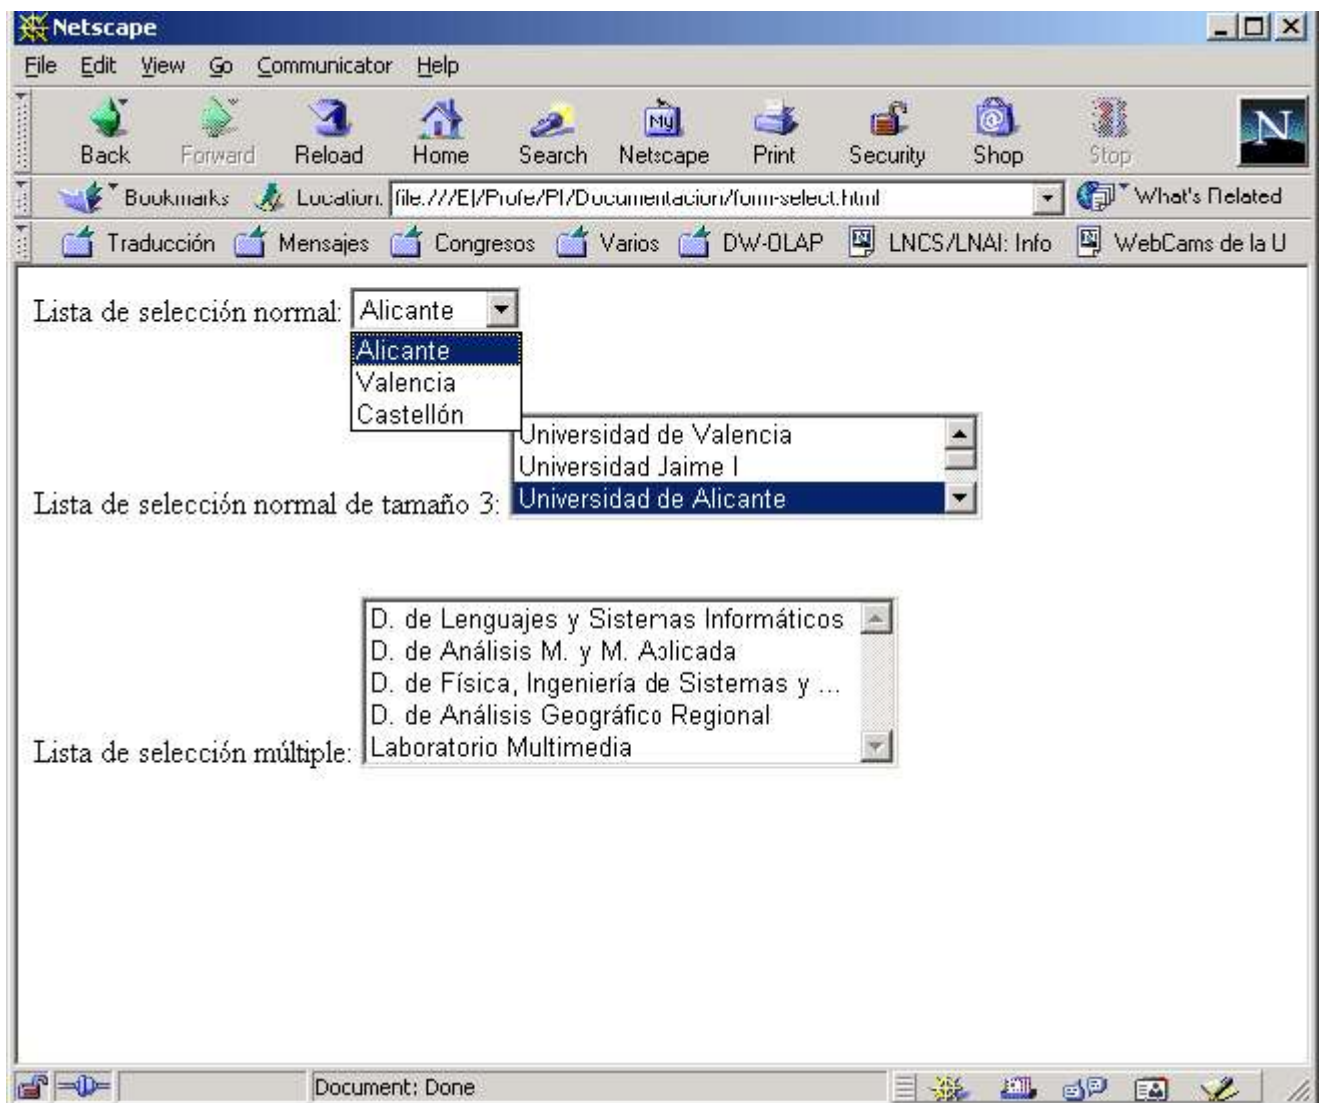 Netscape
File Edit View Go Communicator Help
My
N
Back Forward Reload Home Search Netscape Print Security Shop Stop
Bookmarks Location: file:///E|/Profe/PI/Documentacion/form-select.html What's Related
Traducción Mensajes Congresos Varios DW-OLAP LNCS/LNAI: Info WebCams de la U
Lista de selección normal: Alicante
Alicante
Valencia
Castellón
Universidad de Valencia
Universidad Jaime I
Lista de selección normal de tamaño 3: Universidad de Alicante
D. de Lenguajes y Sistemas Informáticos
D. de Análisis M. y M. Aplicada
D. de Física, Ingeniería de Sistemas y ...
D. de Análisis Geográfico Regional
Lista de selección múltiple: Laboratorio Multimedia
Document: Done